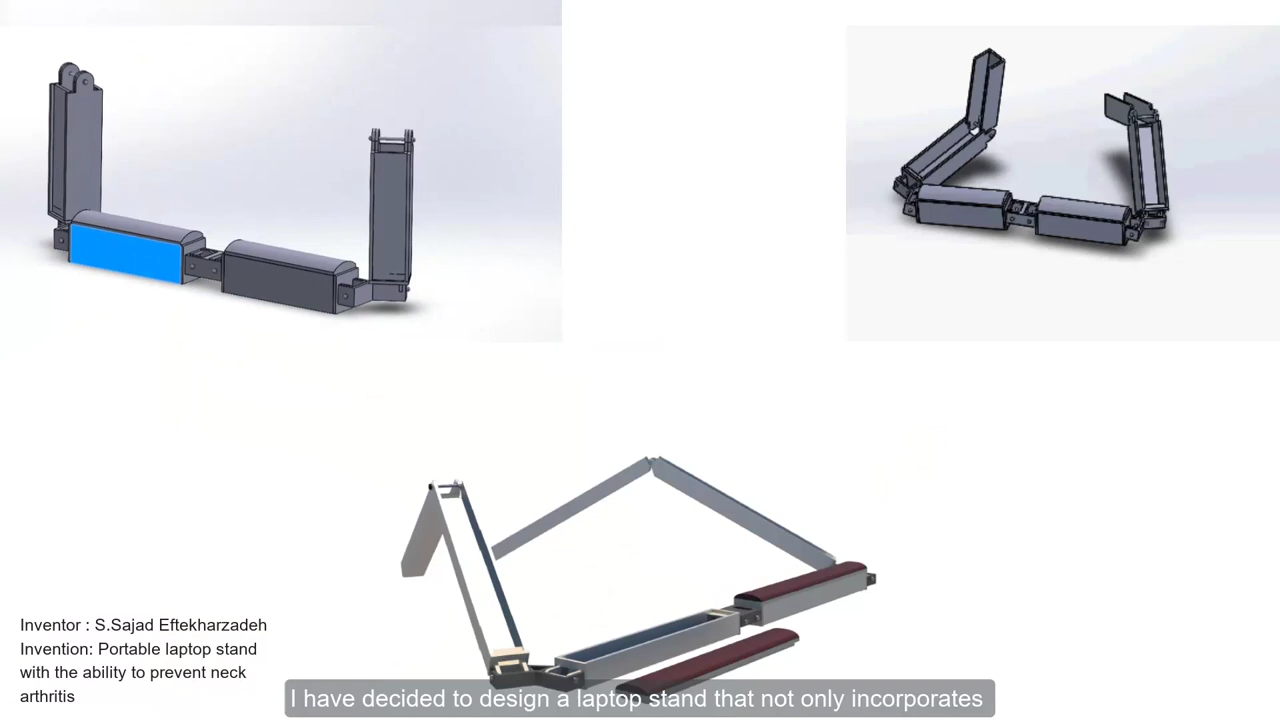 Inventor : S.Sajad Eftekharzadeh
Invention: Portable laptop stand
with the ability to prevent neck
arthritis
I have decided to design a laptop stand that not only incorporates